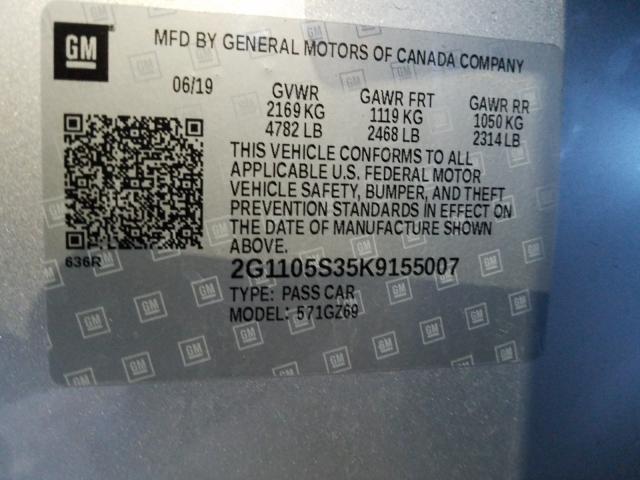 GM
MFD BY GENERAL MOTORS OF CANADA COMPANY
06/19
GVWR GAWR FRT GAWR RR
2169 KG 1119 KG 1050 KG
4782 LB 2468 LB 2314 LB
THIS VEHICLE CONFORMS TO ALL
APPLICABLE U.S. FEDERAL MOTOR
VEHICLE SAFETY, BUMPER, AND THEFT
PREVENTION STANDARDS IN EFFECT ON
THE DATE OF MANUFACTURE SHOWN
ABOVE.
636R
2G1105S35K9155007
TYPE: PASS CAR
MODEL: 571GZ69